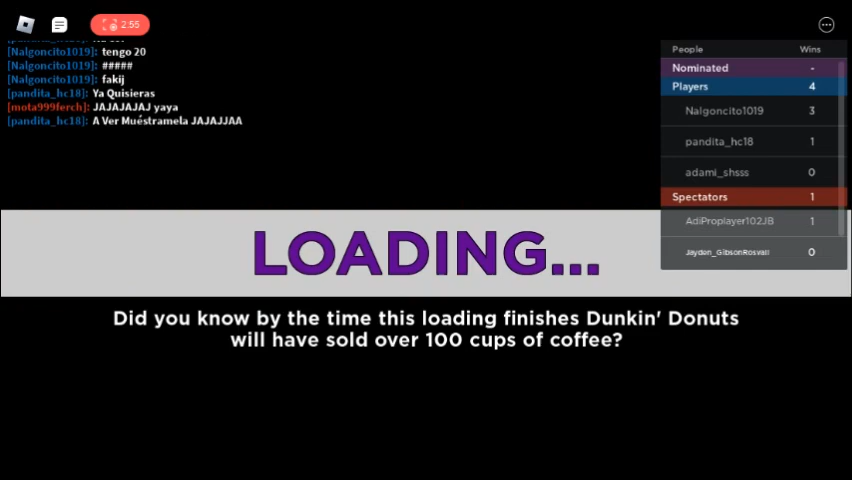 2:55
[Nalgoncito1019]: tengo 20
[Nalgoncito1019]: #####
[Nalgoncito1019]: fakij
[pandita_hc18]: Ya Quisieras
[mota999ferch]: JAJAJAJAJ yaya
[pandita_hc18]: A Ver Muéstramela JAJAJJAA
People Wins
Nominated -
Players 4
Nalgoncito1019 3
pandita_hc18 1
adami_shsss 0
Spectators 1
AdiProplayer102JB 1
Jayden_GibsonRosvall 0
LOADING...
Did you know by the time this loading finishes Dunkin' Donuts
will have sold over 100 cups of coffee?